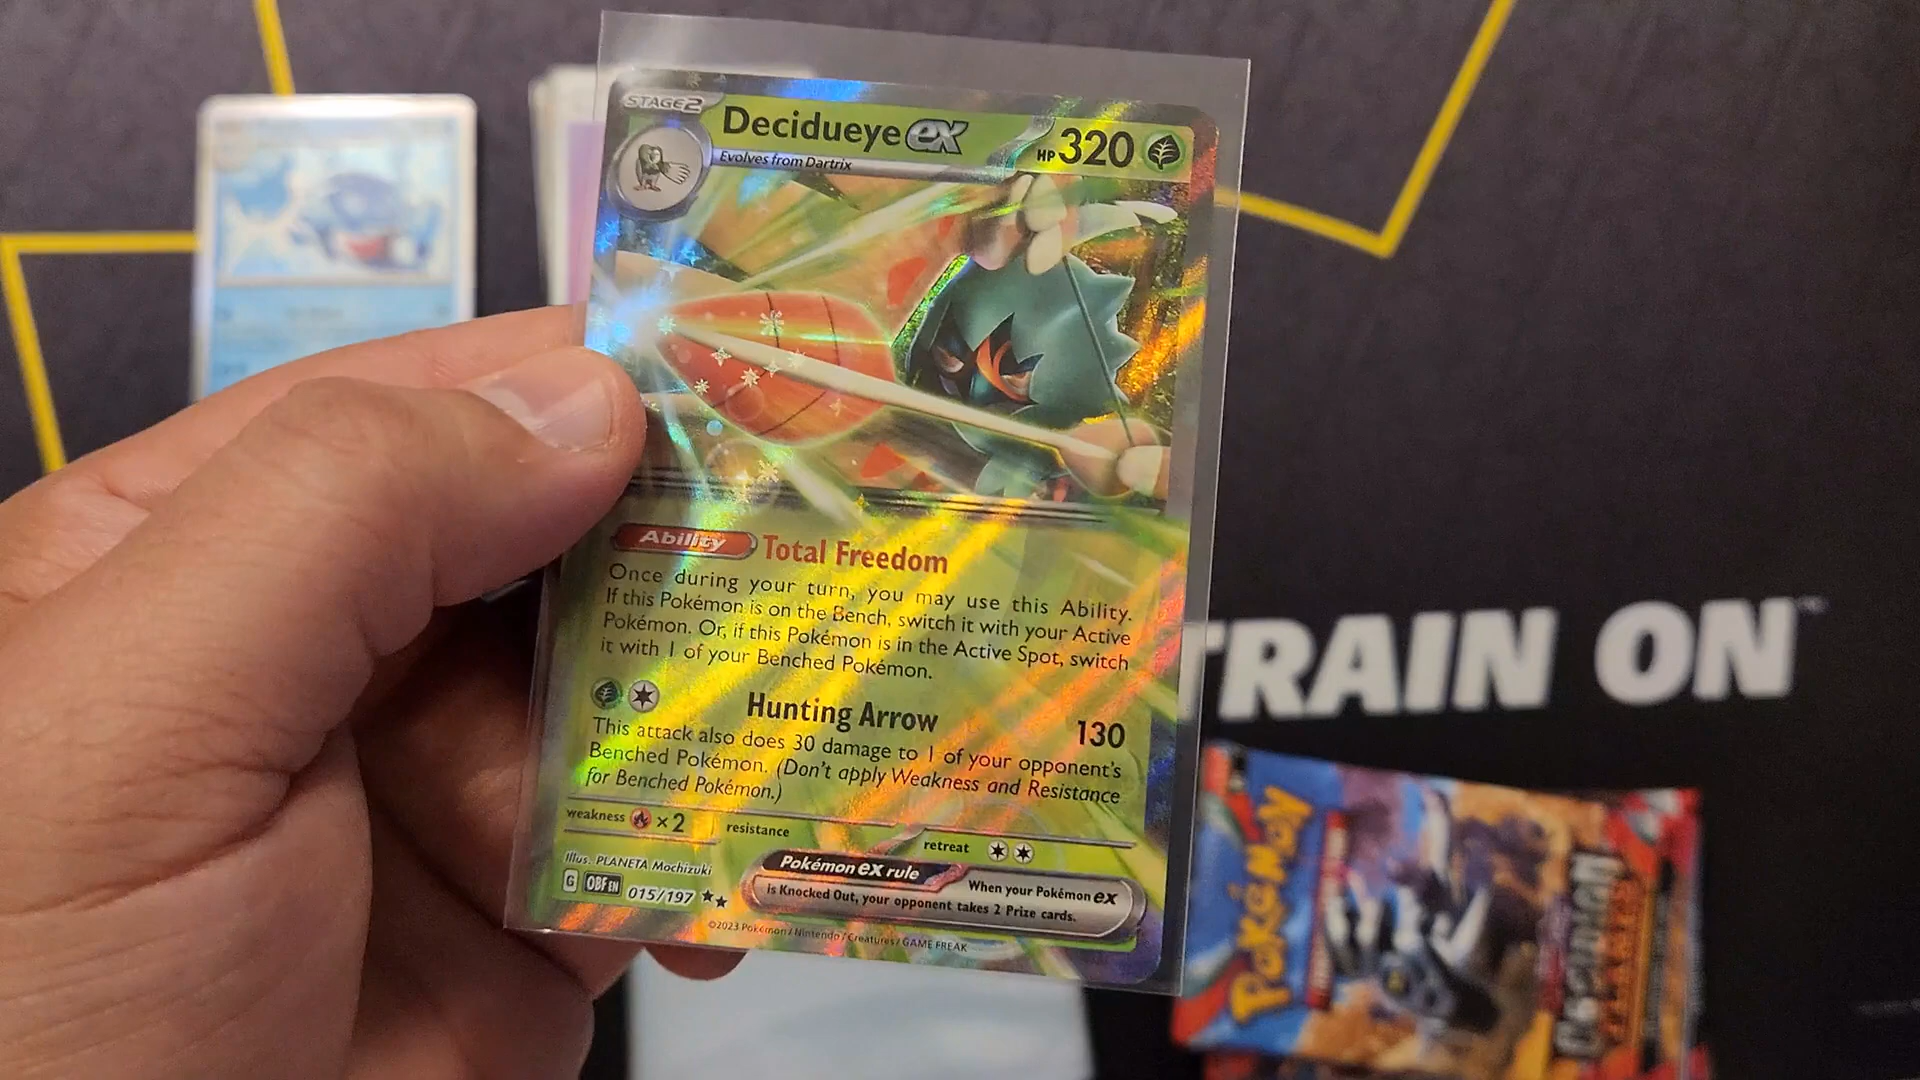 STAGE2
Decidueye ex
HP 320
Evolves from Dartrix
Ability Total Freedom
Once during your turn, you may use this Ability.
If this Pokémon is on the Bench, switch it with your Active
Pokémon. Or, if this Pokémon is in the Active Spot, switch
it with 1 of your Benched Pokémon.
Hunting Arrow 130
This attack also does 30 damage to 1 of your opponent's
Benched Pokémon. (Don't apply Weakness and Resistance
for Benched Pokémon.)
weakness ×2 resistance retreat
Illus. PLANETA Mochizuki
G OBF EN 015/197
Pokémon ex rule When your Pokémon ex
is Knocked Out, your opponent takes 2 Prize cards.
©2023 Pokémon / Nintendo / Creatures / GAME FREAK
TRAIN ON
POKéMON